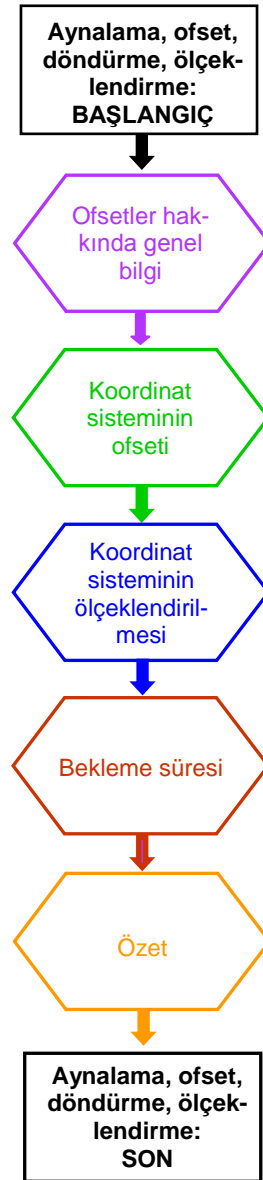 Aynalama, ofset,
döndürme, ölçek-
lendirme:
BAŞLANGIÇ
Ofsetler hak-
kında genel
bilgi
Koordinat
sisteminin
ofseti
Koordinat
sisteminin
ölçeklendiril-
mesi
Bekleme süresi
Özet
Aynalama, ofset,
döndürme, ölçek-
lendirme:
SON